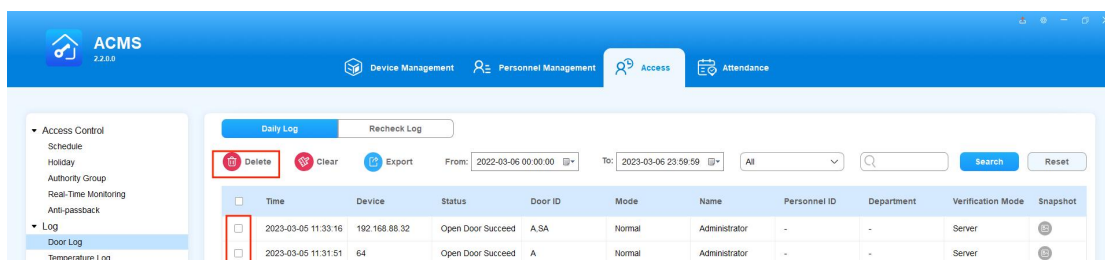 ACMS
2.2.0.0
Device Management Personnel Management Access Attendance
Access Control
Schedule
Holiday
Authority Group
Real-Time Monitoring
Anti-passback
Log
Door Log
Temperature Log
Daily Log Recheck Log
Delete Clear Export From: 2022-03-06 00:00:00 To: 2023-03-06 23:59:59 All Search Reset
Time Device Status Door ID Mode Name Personnel ID Department Verification Mode Snapshot
2023-03-05 11:33:16 192.168.88.32 Open Door Succeed A,SA Normal Administrator - - Server
2023-03-05 11:31:51 64 Open Door Succeed A Normal Administrator - - Server